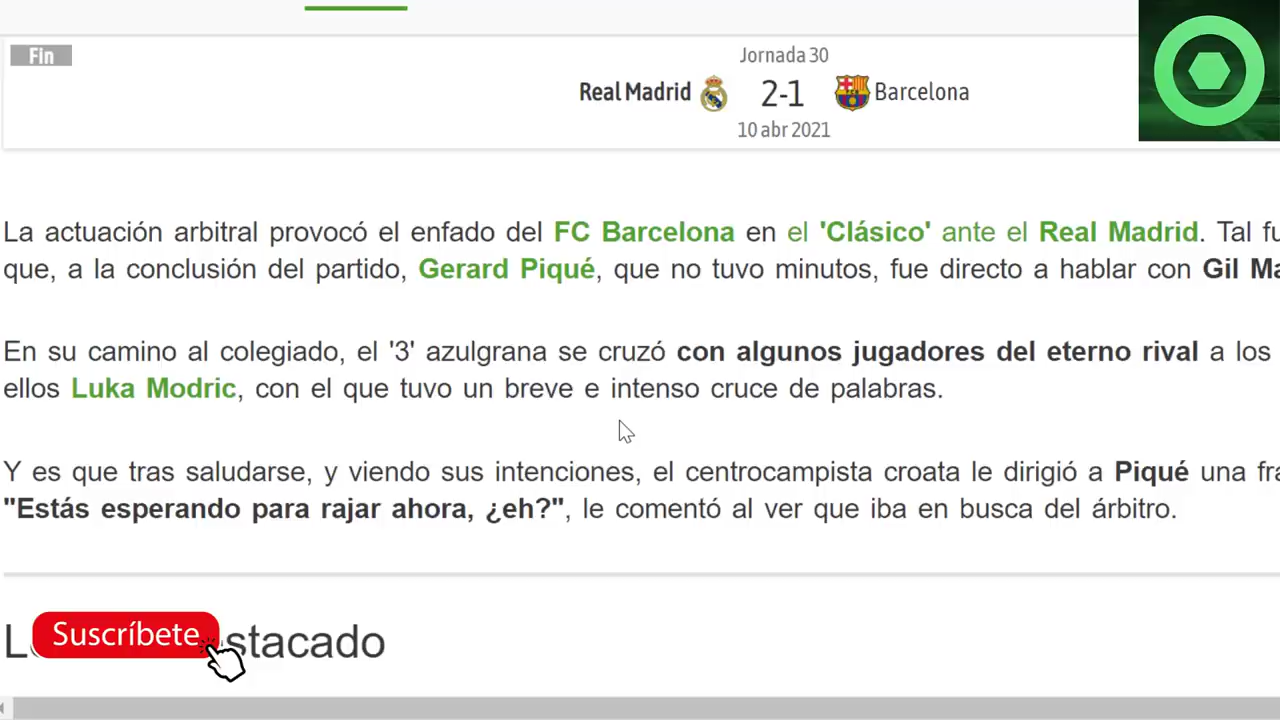 Fin
Jornada 30
Real Madrid 2-1 Barcelona
10 abr 2021
La actuación arbitral provocó el enfado del FC Barcelona en el 'Clásico' ante el Real Madrid. Tal
que, a la conclusión del partido, Gerard Piqué, que no tuvo minutos, fue directo a hablar con Gil
En su camino al colegiado, el '3' azulgrana se cruzó con algunos jugadores del eterno rival a los
ellos Luka Modric, con el que tuvo un breve e intenso cruce de palabras.
Y es que tras saludarse, y viendo sus intenciones, el centrocampista croata le dirigió a Piqué una
"Estás esperando para rajar ahora, ¿eh?", le comentó al ver que iba en busca del árbitro.
Suscríbete